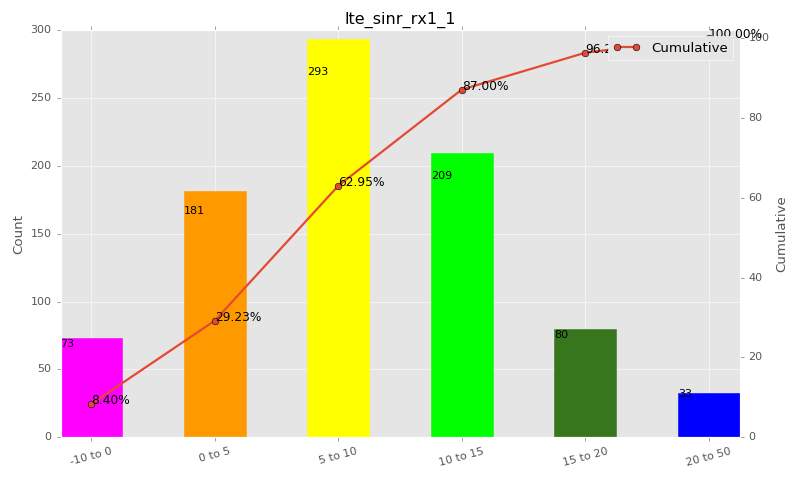 lte_sinr_rx1_1
300
250
200
150
100
50
0
Count
100
80
60
40
20
0
Cumulative
Cumulative
73
181
293
209
80
33
8.40%
29.23%
62.95%
87.00%
96.2
100.00%
-10 to 0
0 to 5
5 to 10
10 to 15
15 to 20
20 to 50